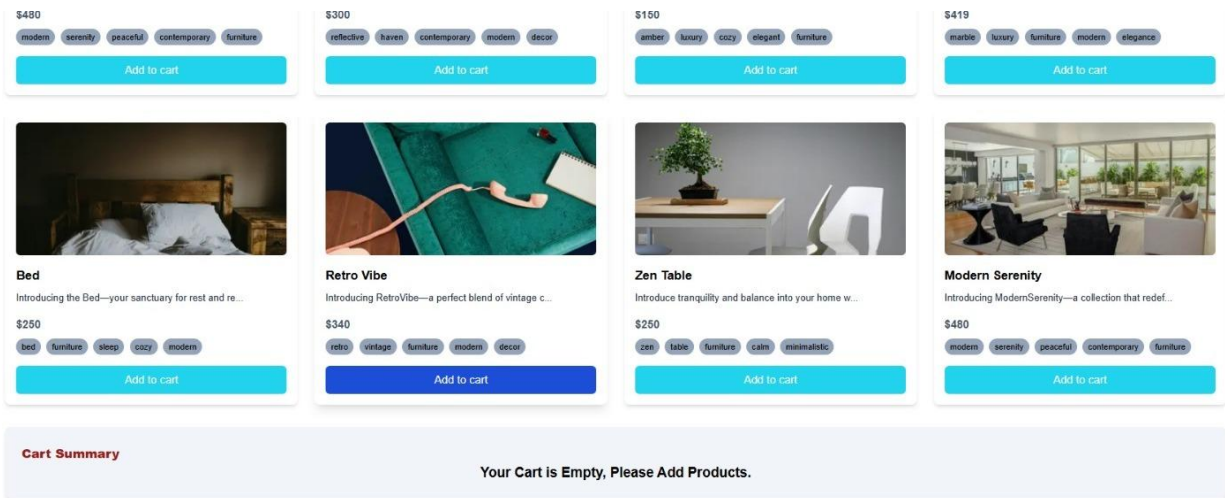 $480
$300
$150
$419
modern serenity peaceful contemporary furniture
reflective haven contemporary modern decor
amber luxury cozy elegant furniture
marble luxury furniture modern elegance
Add to cart
Add to cart
Add to cart
Add to cart
Bed
Introducing the Bed—your sanctuary for rest and re...
$250
bed furniture sleep cozy modern
Add to cart
Retro Vibe
Introducing RetroVibe—a perfect blend of vintage c...
$340
retro vintage furniture modern decor
Add to cart
Zen Table
Introduce tranquility and balance into your home w...
$250
zen table furniture calm minimalistic
Add to cart
Modern Serenity
Introducing ModernSerenity—a collection that redef...
$480
modern serenity peaceful contemporary furniture
Add to cart
Cart Summary
Your Cart is Empty, Please Add Products.